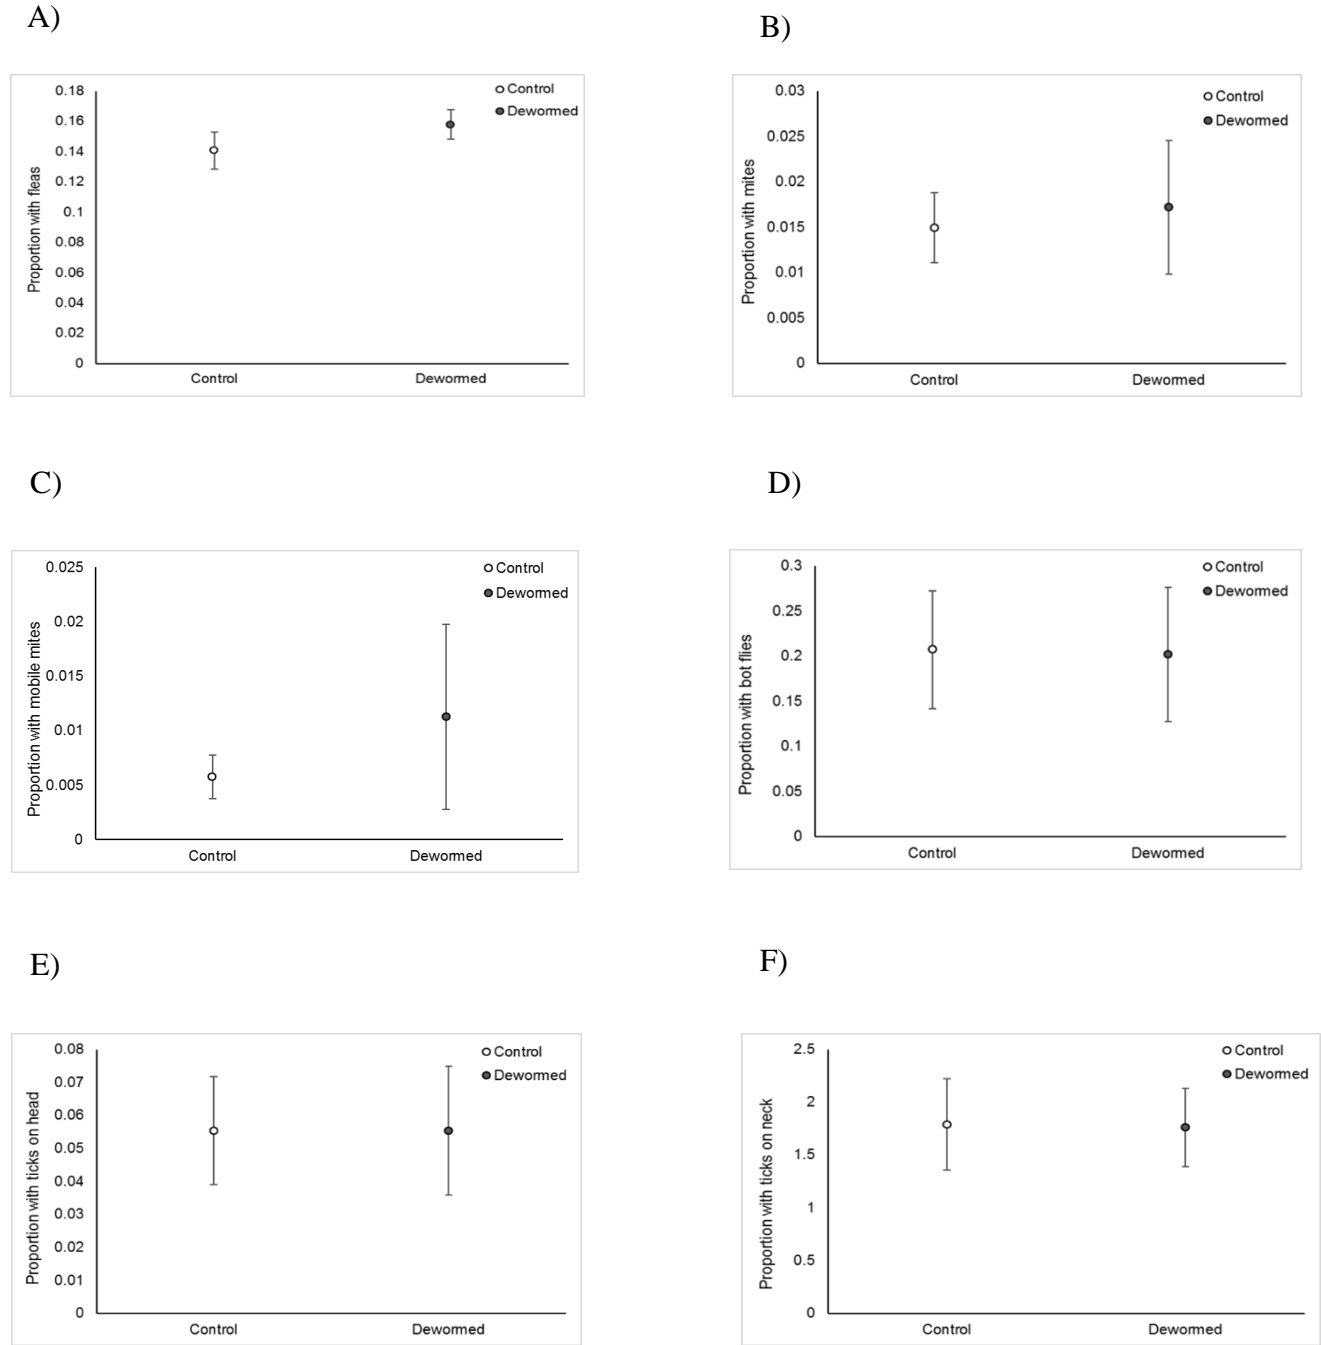 A)
Proportion with fleas
0.18
0.16
0.14
0.12
0.1
0.08
0.06
0.04
0.02
0
Control
Dewormed
Control
Dewormed
B)
Proportion with mites
0.03
0.025
0.02
0.015
0.01
0.005
0
Control
Dewormed
Control
Dewormed
C)
Proportion with mobile mites
0.025
0.02
0.015
0.01
0.005
0
Control
Dewormed
Control
Dewormed
D)
Proportion with bot flies
0.3
0.25
0.2
0.15
0.1
0.05
0
Control
Dewormed
Control
Dewormed
E)
Proportion with ticks on head
0.08
0.07
0.06
0.05
0.04
0.03
0.02
0.01
0
Control
Dewormed
Control
Dewormed
F)
Proportion with ticks on neck
2.5
2
1.5
1
0.5
0
Control
Dewormed
Control
Dewormed